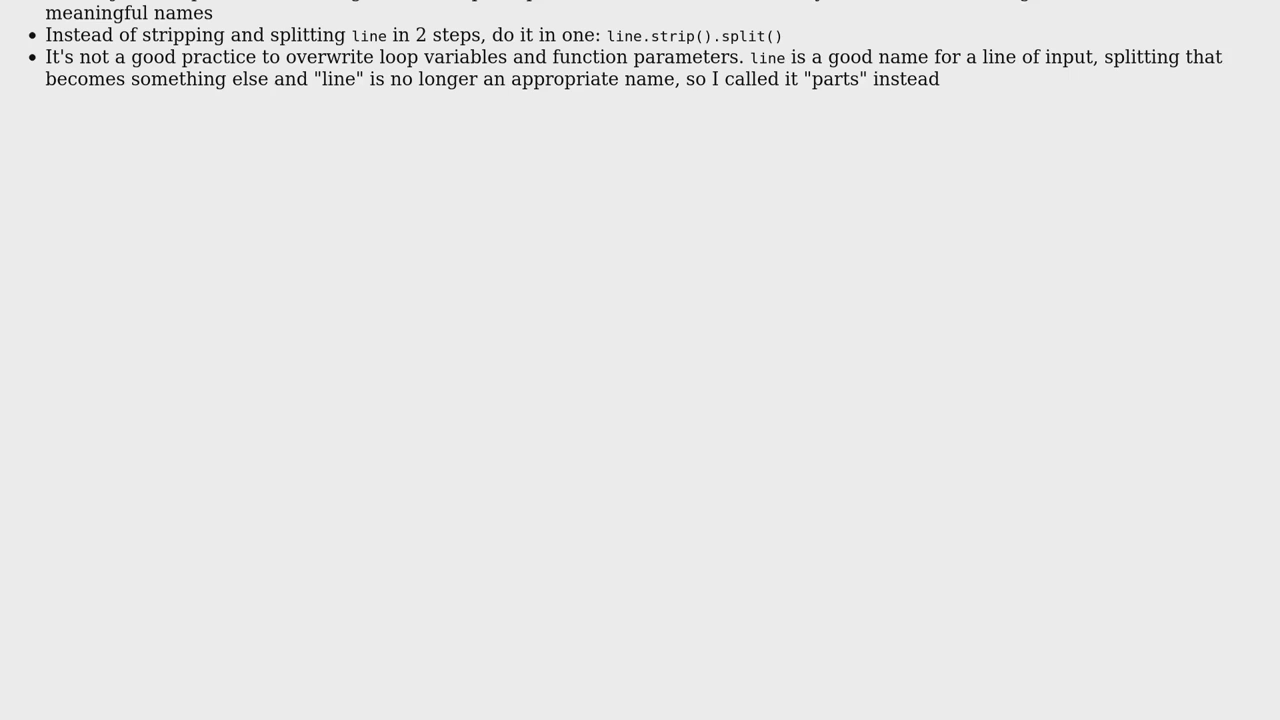 meaningful names
Instead of stripping and splitting line in 2 steps, do it in one: line.strip().split()
It's not a good practice to overwrite loop variables and function parameters. line is a good name for a line of input, splitting that
becomes something else and "line" is no longer an appropriate name, so I called it "parts" instead